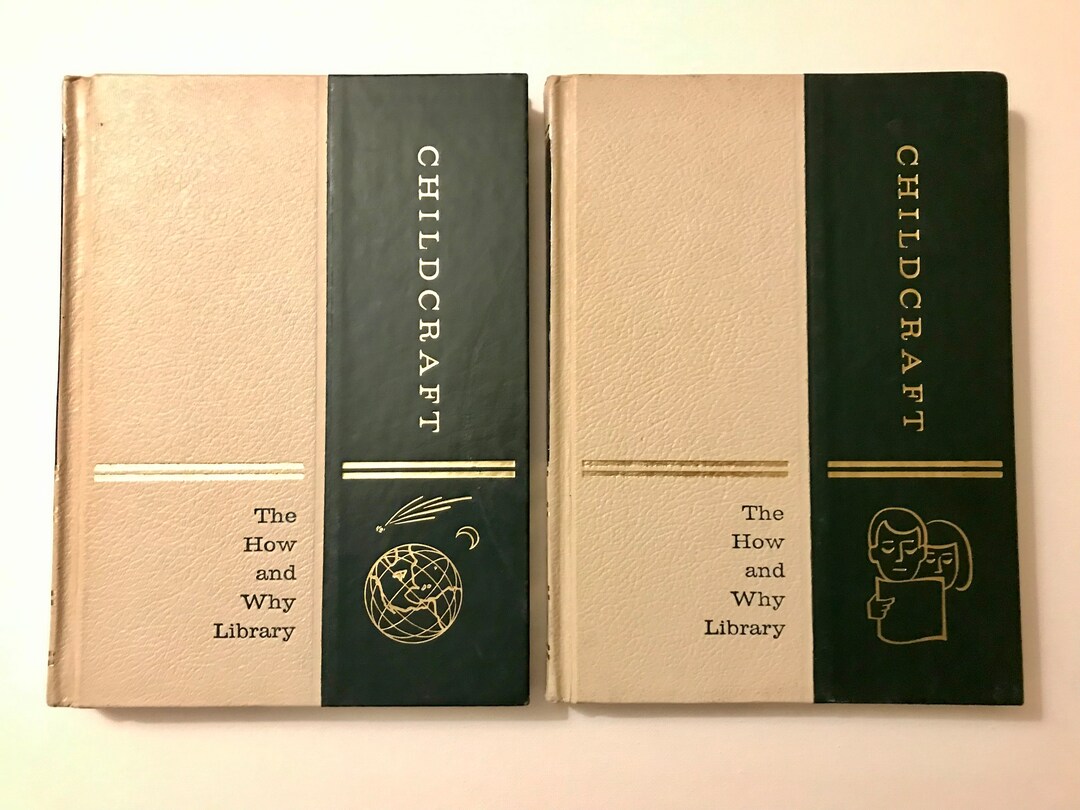 CHILDCRAFT
The
How
and
Why
Library
CHILDCRAFT
The
How
and
Why
Library